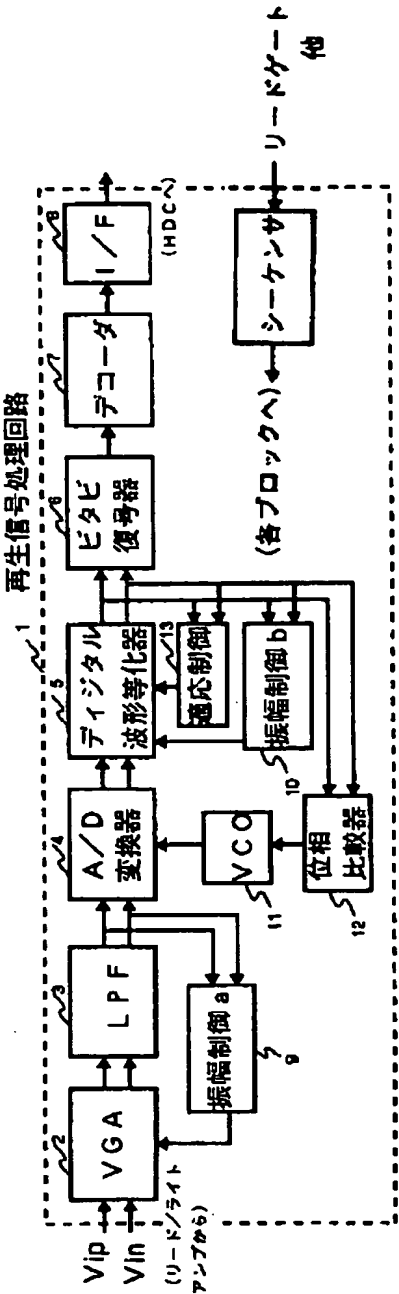 再生信号処理回路
1
Vip
Vin
(リード/ライト
アンプから)
2
VGA
3
LPF
4
A/D
変換器
5
ディジタル
波形等化器
6
ビタビ
復号器
7
デコーダ
8
I/F
(HDCへ)
振幅制御a
9
VCO
11
位相
比較器
12
適応制御
13
振幅制御b
10
(各ブロックへ)
シーケンサ
リードゲート
他